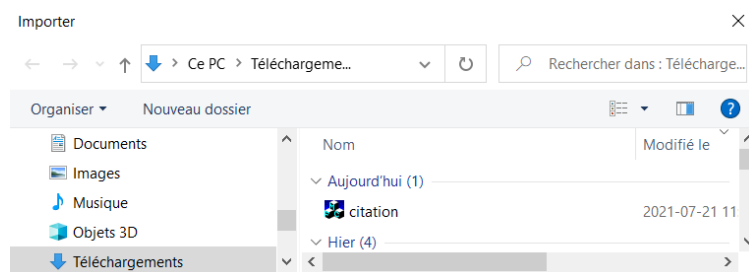 Importer
Ce PC > Téléchargeme...
Rechercher dans : Télécharge...
Organiser
Nouveau dossier
Documents
Images
Musique
Objets 3D
Téléchargements
Nom
Modifié le
Aujourd'hui (1)
citation
2021-07-21 11
Hier (4)